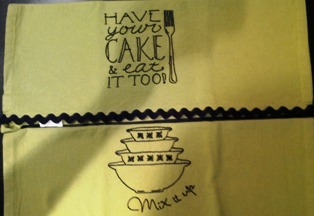 HAVE
your
CAKE
& eat
IT TOO!
Mix it up